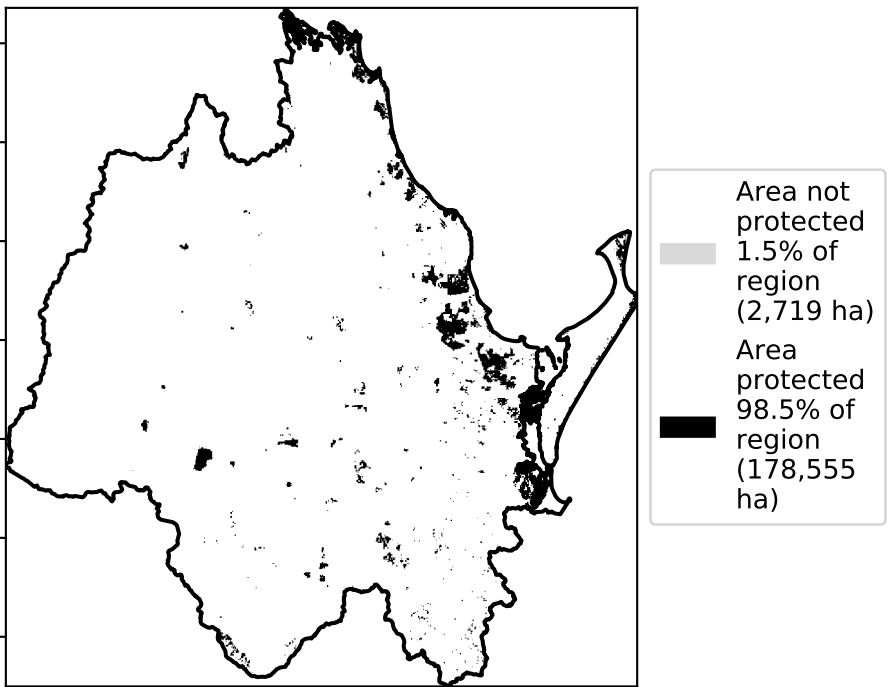 Area not
protected
1.5% of
region
(2,719 ha)
Area
protected
98.5% of
region
(178,555
ha)